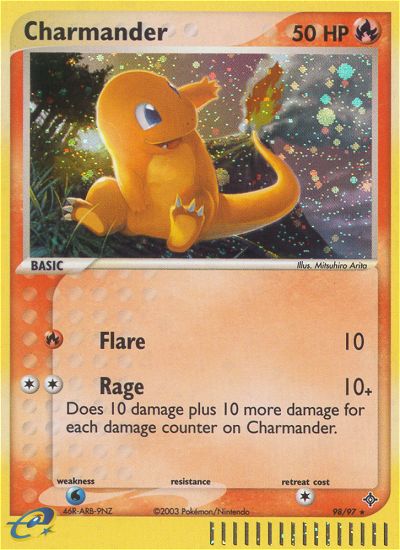 Charmander 50 HP
BASIC
Illus. Mitsuhiro Arita
Flare 10
Rage 10+
Does 10 damage plus 10 more damage for
each damage counter on Charmander.
weakness resistance retreat cost
46R-ARB-9NZ ©2003 Pokémon/Nintendo 98/97 ★
e